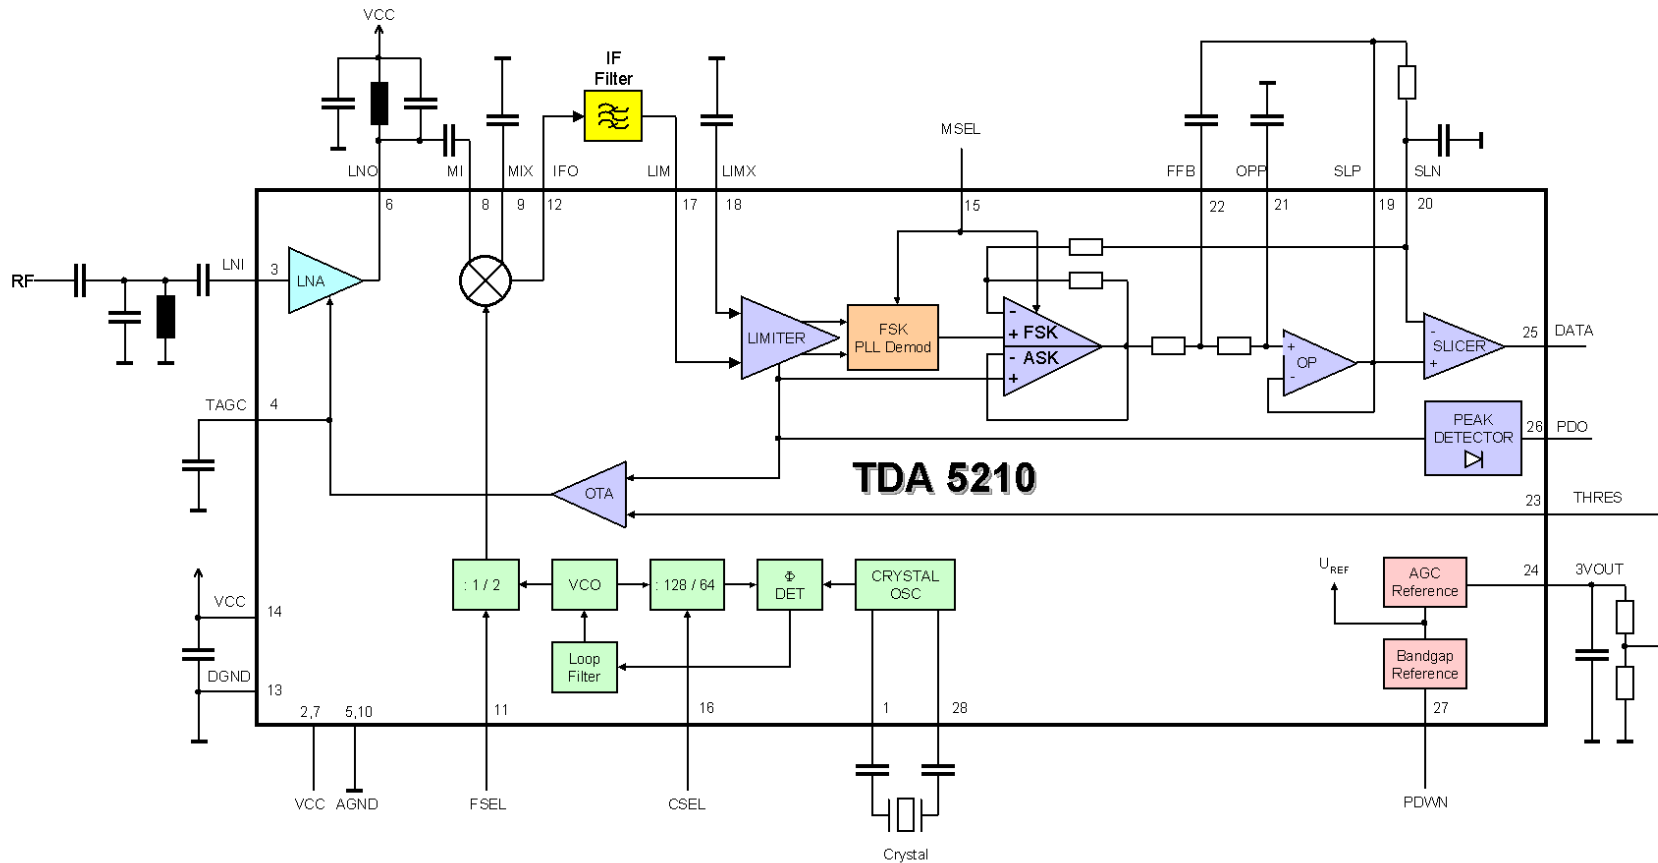 VCC
IF
Filter
MSEL
LNO
MI
MIX
IFO
LIM
LIMX
FFB
OPP
SLP
SLN
6
8
9
12
17
18
15
22
21
19
20
RF
LNI
3
LNA
LIMITER
FSK
PLL Demod
-
+ FSK
- ASK
+
+
OP
-
-
SLICER
+
25
DATA
TAGC
4
PEAK
DETECTOR
26
PDO
OTA
TDA 5210
23
THRES
: 1 / 2
VCO
: 128 / 64
Φ
DET
CRYSTAL
OSC
UREF
AGC
Reference
24
3VOUT
VCC
14
Loop
Filter
Bandgap
Reference
DGND
13
2,7
5,10
11
16
1
28
27
VCC
AGND
FSEL
CSEL
PDWN
Crystal